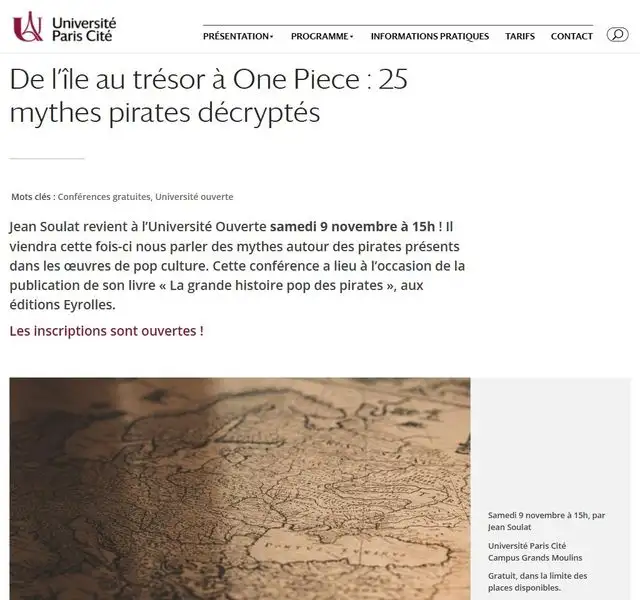 Université
Paris Cité
PRÉSENTATION
PROGRAMME
INFORMATIONS PRATIQUES
TARIFS
CONTACT
De l'île au trésor à One Piece : 25
mythes pirates décryptés
Mots clés : Conférences gratuites, Université ouverte
Jean Soulat revient à l'Université Ouverte samedi 9 novembre à 15h ! Il
viendra cette fois-ci nous parler des mythes autour des pirates présents
dans les œuvres de pop culture. Cette conférence a lieu à l'occasion de la
publication de son livre « La grande histoire pop des pirates », aux
éditions Eyrolles.
Les inscriptions sont ouvertes !
Samedi 9 novembre à 15h, par
Jean Soulat
Université Paris Cité
Campus Grands Moulins
Gratuit, dans la limite des
places disponibles.